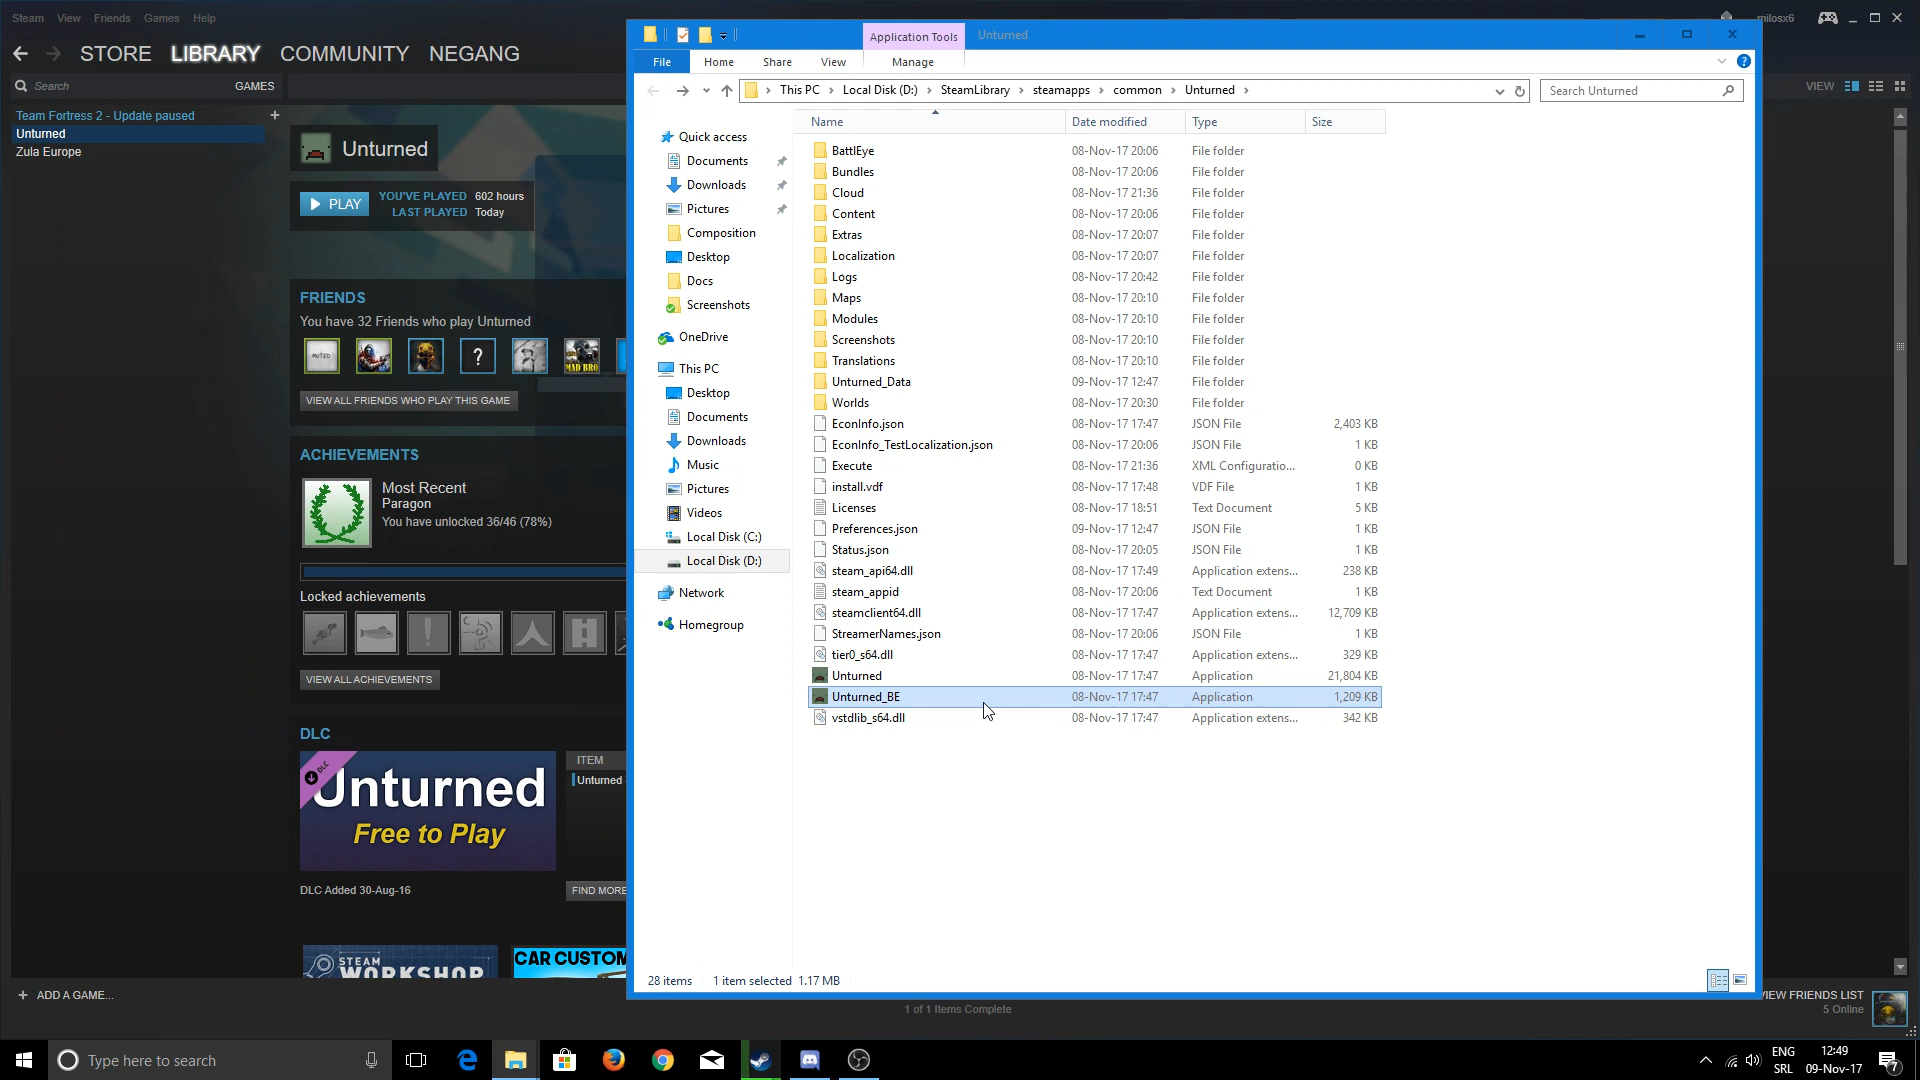 Steam View Friends Games Help
milosx6
STORE LIBRARY COMMUNITY NEGANG
Search GAMES
VIEW
Team Fortress 2 - Update paused
Unturned
Zula Europe
Unturned
PLAY
YOU'VE PLAYED 602 hours
LAST PLAYED Today
FRIENDS
You have 32 Friends who play Unturned
MUTED
?
MAD BRO
VIEW ALL FRIENDS WHO PLAY THIS GAME
ACHIEVEMENTS
Most Recent
Paragon
You have unlocked 36/46 (78%)
Locked achievements
VIEW ALL ACHIEVEMENTS
DLC
DLC
Unturned
Free to Play
ITEM
Unturned
DLC Added 30-Aug-16
FIND MORE
STEAM
WORKSHOP
CAR CUSTOM
ADD A GAME...
1 of 1 Items Complete
VIEW FRIENDS LIST
5 Online
Application Tools
Unturned
File Home Share View Manage
This PC Local Disk (D:) SteamLibrary steamapps common Unturned
Search Unturned
Quick access
Documents
Downloads
Pictures
Composition
Desktop
Docs
Screenshots
OneDrive
This PC
Desktop
Documents
Downloads
Music
Pictures
Videos
Local Disk (C:)
Local Disk (D:)
Network
Homegroup
Name Date modified Type Size
BattlEye 08-Nov-17 20:06 File folder
Bundles 08-Nov-17 20:06 File folder
Cloud 08-Nov-17 21:36 File folder
Content 08-Nov-17 20:06 File folder
Extras 08-Nov-17 20:07 File folder
Localization 08-Nov-17 20:07 File folder
Logs 08-Nov-17 20:42 File folder
Maps 08-Nov-17 20:10 File folder
Modules 08-Nov-17 20:10 File folder
Screenshots 08-Nov-17 20:10 File folder
Translations 08-Nov-17 20:10 File folder
Unturned_Data 09-Nov-17 12:47 File folder
Worlds 08-Nov-17 20:30 File folder
EconInfo.json 08-Nov-17 17:47 JSON File 2,403 KB
EconInfo_TestLocalization.json 08-Nov-17 20:06 JSON File 1 KB
Execute 08-Nov-17 21:36 XML Configuratio... 0 KB
install.vdf 08-Nov-17 17:48 VDF File 1 KB
Licenses 08-Nov-17 18:51 Text Document 5 KB
Preferences.json 09-Nov-17 12:47 JSON File 1 KB
Status.json 08-Nov-17 20:05 JSON File 1 KB
steam_api64.dll 08-Nov-17 17:49 Application extens... 238 KB
steam_appid 08-Nov-17 20:06 Text Document 1 KB
steamclient64.dll 08-Nov-17 17:47 Application extens... 12,709 KB
StreamerNames.json 08-Nov-17 20:06 JSON File 1 KB
tier0_s64.dll 08-Nov-17 17:47 Application extens... 329 KB
Unturned 08-Nov-17 17:47 Application 21,804 KB
Unturned_BE 08-Nov-17 17:47 Application 1,209 KB
vstdlib_s64.dll 08-Nov-17 17:47 Application extens... 342 KB
28 items 1 item selected 1.17 MB
Type here to search
ENG
SRL
12:49
09-Nov-17
7